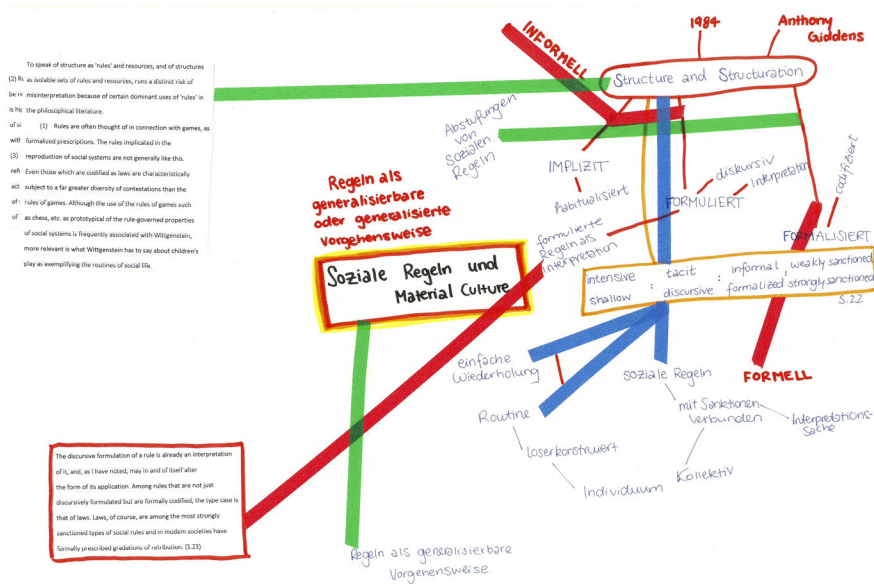 To speak of structure as 'rules' and resources, and of structures
as isolable sets of rules and resources, runs a distinct risk of
misinterpretation because of certain dominant uses of 'rules' in
the philosophical literature.
(1) Rules are often thought of in connection with games, as
formalized prescriptions. The rules implicated in the
reproduction of social systems are not generally like this.
Even those which are codified as laws are characteristically
subject to a far greater diversity of contestations than the
rules of games. Although the use of the rules of games such
as chess, etc. as prototypical of the rule-governed properties
of social systems is frequently associated with Wittgenstein,
more relevant is what Wittgenstein has to say about children's
play as exemplifying the routines of social life.
(2)
(3)
1984
Anthony
Giddens
INFORMELL
Structure and Structuration
Abstufungen
von
Sozialen
Regeln
IMPLIZIT
habitualisiert
diskursiv
Interpretation
FORMULIERT
codifiziert
FORMALISIERT
Regeln als
generalisierbare
oder generalisierte
Vorgehensweise
formulierte
Regeln als
Interpretation
Soziale Regeln und
Material Culture
intensive : tacit : informal : weakly sanctioned
shallow discursive formalized strongly sanctioned
S.22
einfache
Wiederholung
soziale Regeln
FORMELL
Routine
mit Sanktionen
verbunden
Interpretations-
Sache
loserkonstruiert
Individuum
Kollektiv
The discursive formulation of a rule is already an interpretation
of it, and, as I have noted, may in and of itself alter
the form of its application. Among rules that are not just
discursively formulated but are formally codified, the type case is
that of laws. Laws, of course, are among the most strongly
sanctioned types of social rules and in modern societies have
formally prescribed gradations of retribution. (S.23)
Regeln als generalisierbare
Vorgehensweise